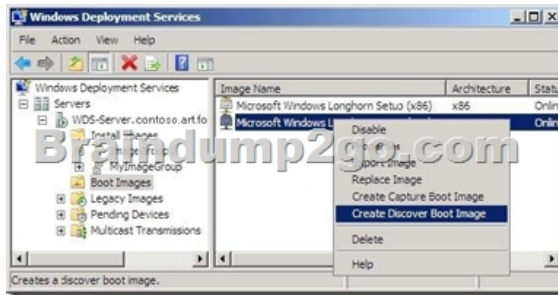 Windows Deployment Services
File Action View Help
Windows Deployment Services
Servers
WDS-Server.contoso.art.fo
Install Images
MyImageGroup
Boot Images
Legacy Images
Pending Devices
Multicast Transmissions
Image Name Architecture Statu
Microsoft Windows Longhorn Setup (x86) x86 Onlin
Microsoft Windows Onlin
Disable
Replace Image
Create Capture Boot Image
Create Discover Boot Image
Delete
Help
Creates a discover boot image.
Braindump2go.com